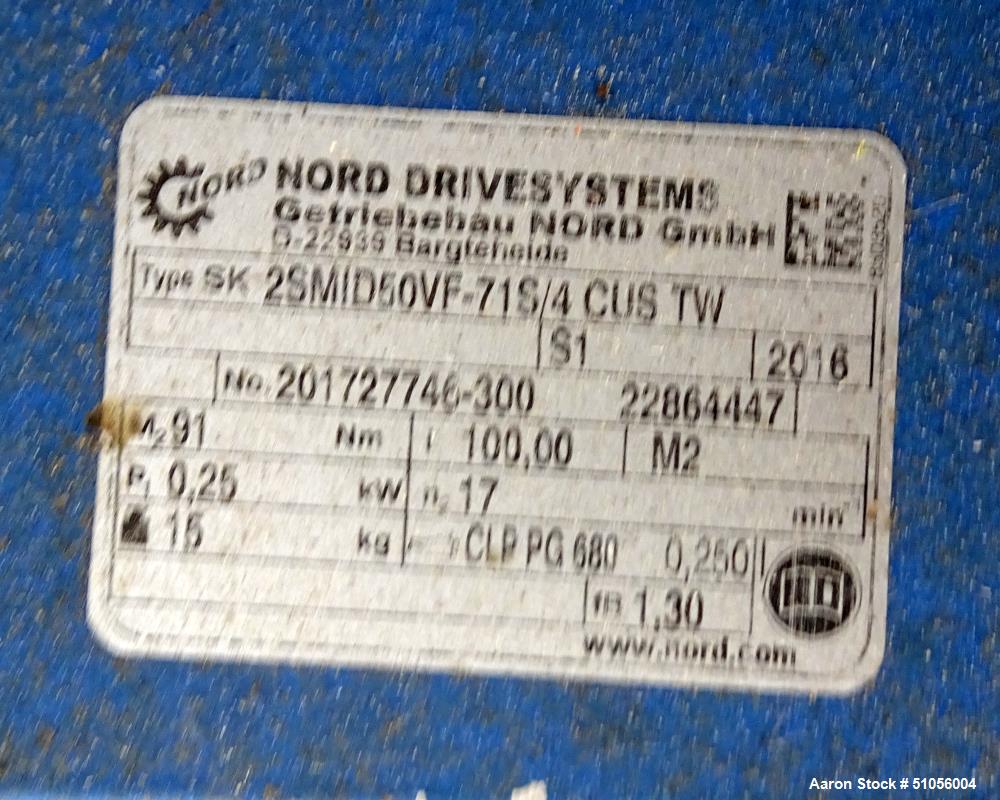 NORD NORD DRIVESYSTEMS
Getriebebau NORD GmbH
D-22939 Bargteheide
Type SK 2SMID50VF-71S/4 CUS TW
S1 2016
No. 201727746-300 22864447
M2 91 Nm i 100,00 M2
P1 0,25 kW n2 17 min
15 kg CLP PG 680 0,250 l
fB 1,30
www.nord.com
Aaron Stock # 51056004